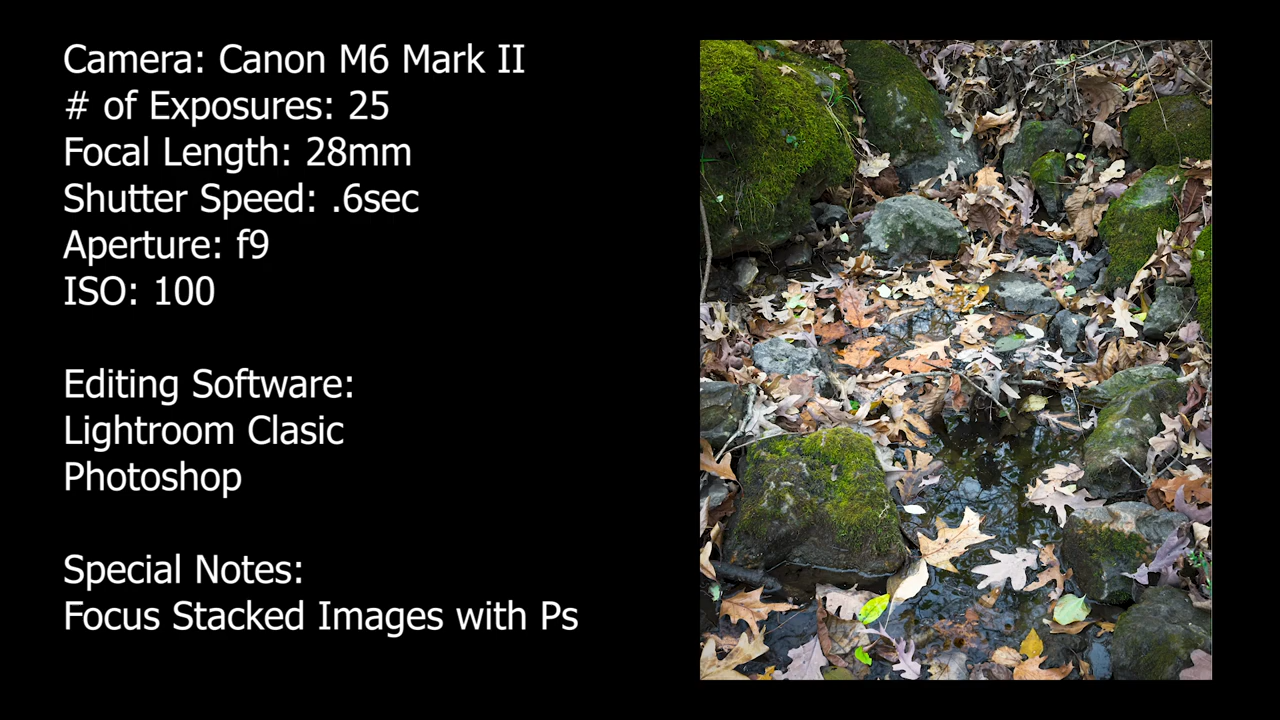 Camera: Canon M6 Mark II
# of Exposures: 25
Focal Length: 28mm
Shutter Speed: .6sec
Aperture: f9
ISO: 100
Editing Software:
Lightroom Clasic
Photoshop
Special Notes:
Focus Stacked Images with Ps